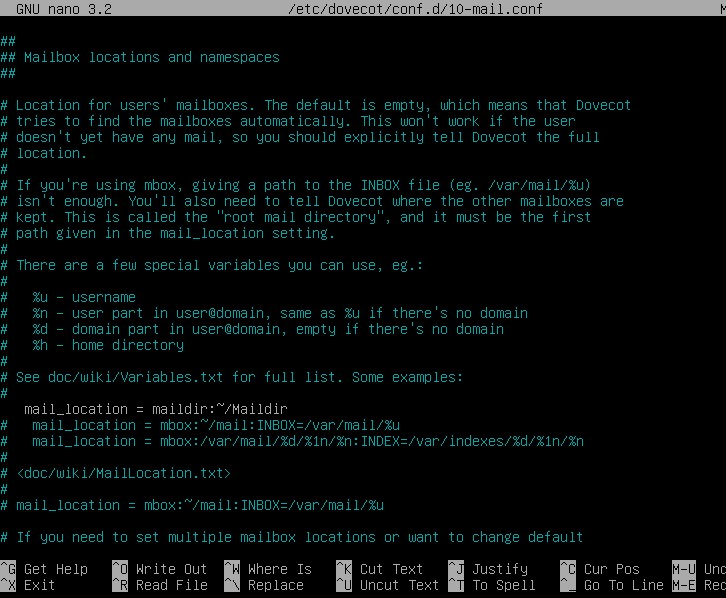 GNU nano 3.2 /etc/dovecot/conf.d/10-mail.conf
##
## Mailbox locations and namespaces
##
# Location for users' mailboxes. The default is empty, which means that Dovecot
# tries to find the mailboxes automatically. This won't work if the user
# doesn't yet have any mail, so you should explicitly tell Dovecot the full
# location.
#
# If you're using mbox, giving a path to the INBOX file (eg. /var/mail/%u)
# isn't enough. You'll also need to tell Dovecot where the other mailboxes are
# kept. This is called the "root mail directory", and it must be the first
# path given in the mail_location setting.
#
# There are a few special variables you can use, eg.:
#
#   %u - username
#   %n - user part in user@domain, same as %u if there's no domain
#   %d - domain part in user@domain, empty if there's no domain
#   %h - home directory
#
# See doc/wiki/Variables.txt for full list. Some examples:
#
   mail_location = maildir:~/Maildir
#   mail_location = mbox:~/mail:INBOX=/var/mail/%u
#   mail_location = mbox:/var/mail/%d/%1n/%n:INDEX=/var/indexes/%d/%1n/%n
#
# <doc/wiki/MailLocation.txt>
#
# mail_location = mbox:~/mail:INBOX=/var/mail/%u
# If you need to set multiple mailbox locations or want to change default
^G Get Help ^O Write Out ^W Where Is ^K Cut Text ^J Justify ^C Cur Pos M-U
^X Exit ^R Read File ^\ Replace ^U Uncut Text ^T To Spell ^_ Go To Line M-E